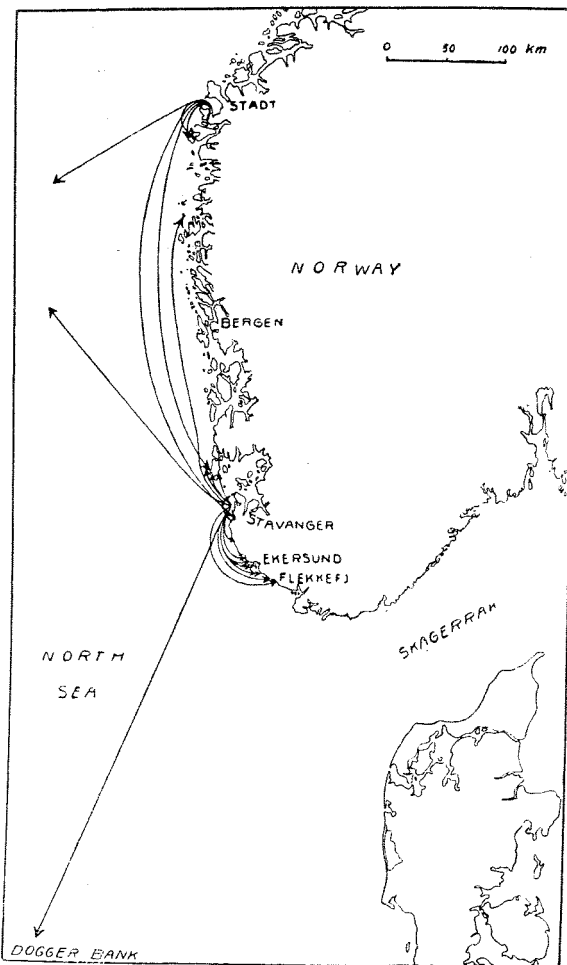 0 50 100 km
STADT
NORWAY
BERGEN
STAVANGER
EKERSUND
FLEKKEFJ
SKAGERRAK
NORTH
SEA
DOGGER BANK